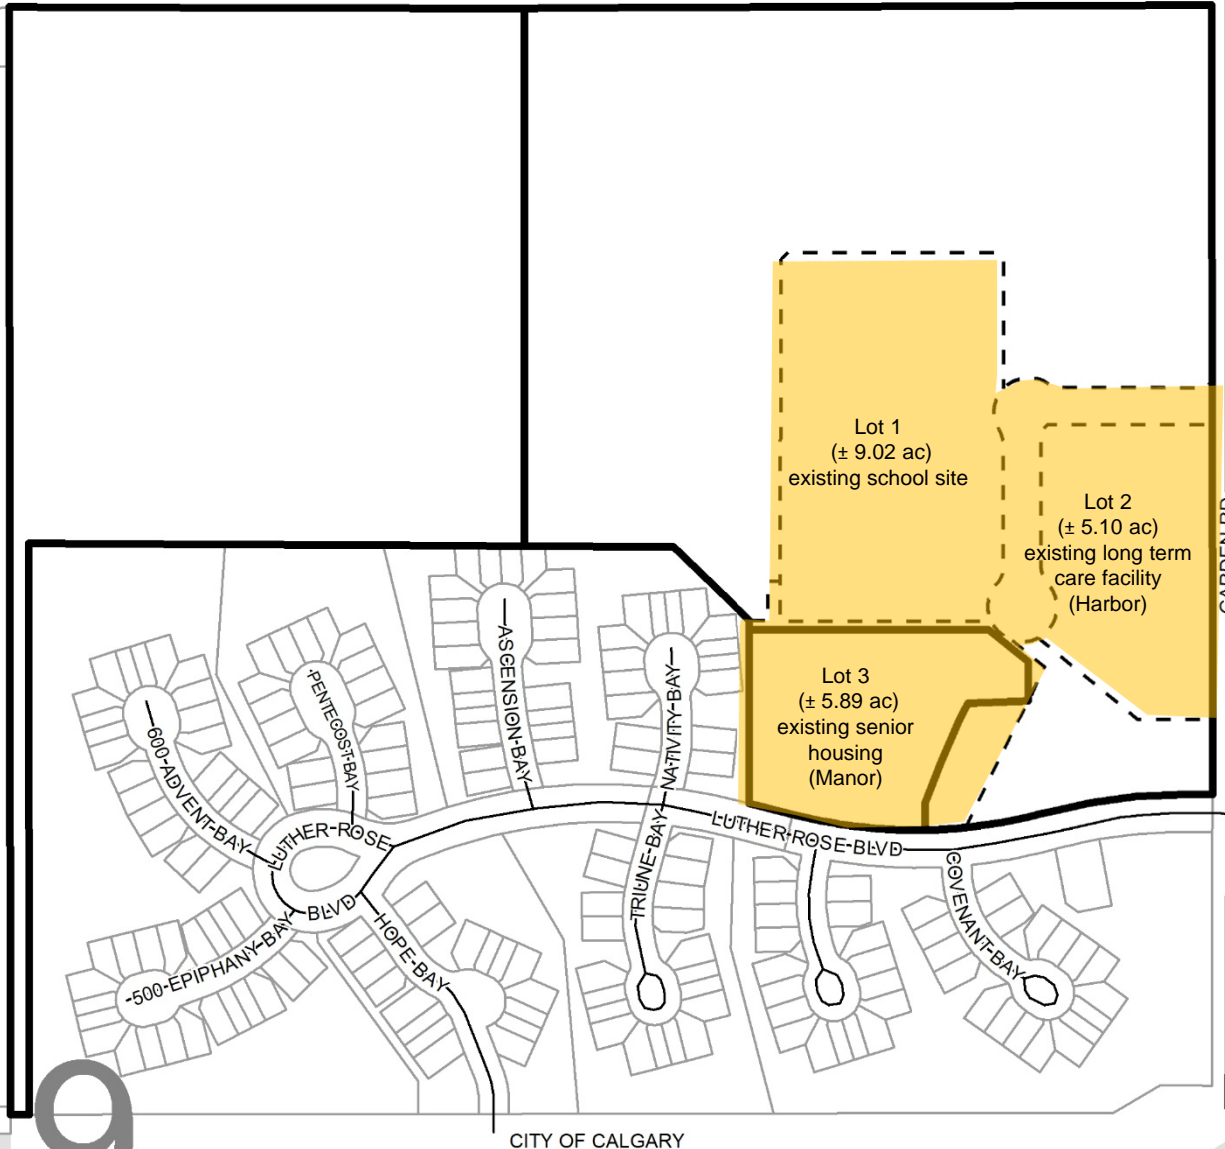 Lot 1
(± 9.02 ac)
existing school site
Lot 2
(± 5.10 ac)
existing long term
care facility
(Harbor)
GARDEN RD
Lot 3
(± 5.89 ac)
existing senior
housing
(Manor)
ASCENSION BAY
NATIVITY BAY
PENTECOST BAY
600 ADVENT BAY
LUTHER ROSE
BLVD
LUTHER ROSE BLVD
TRIUNE BAY
COVENANT BAY
HOPE BAY
500 EPIPHANY BAY
a
CITY OF CALGARY